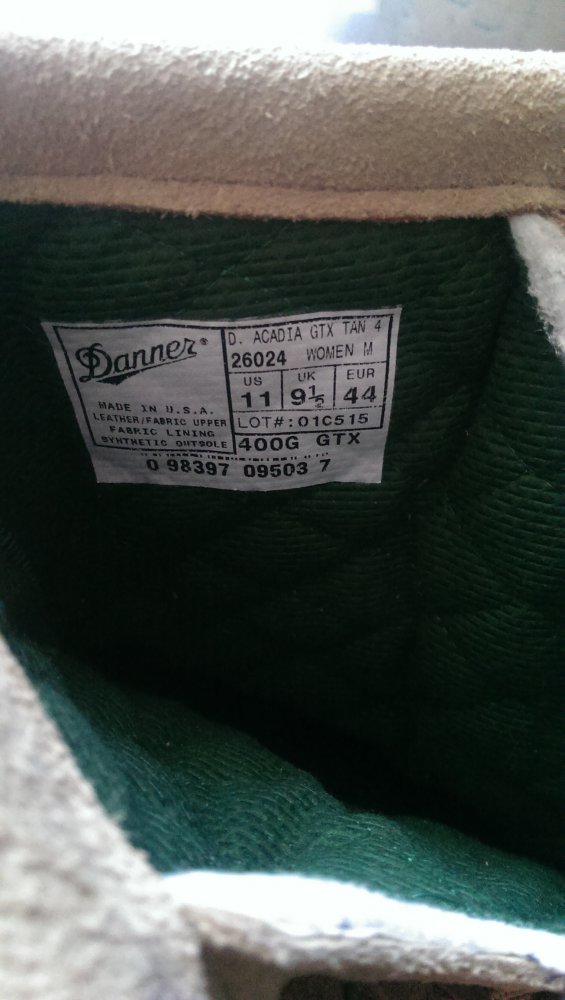 Danner®
MADE IN U.S.A.
LEATHER/FABRIC UPPER
FABRIC LINING
SYNTHETIC OUTSOLE
D. ACADIA GTX TAN 4
26024 WOMEN M
US UK EUR
11 9½ 44
LOT#:01C515
400G GTX
0 98397 09503 7